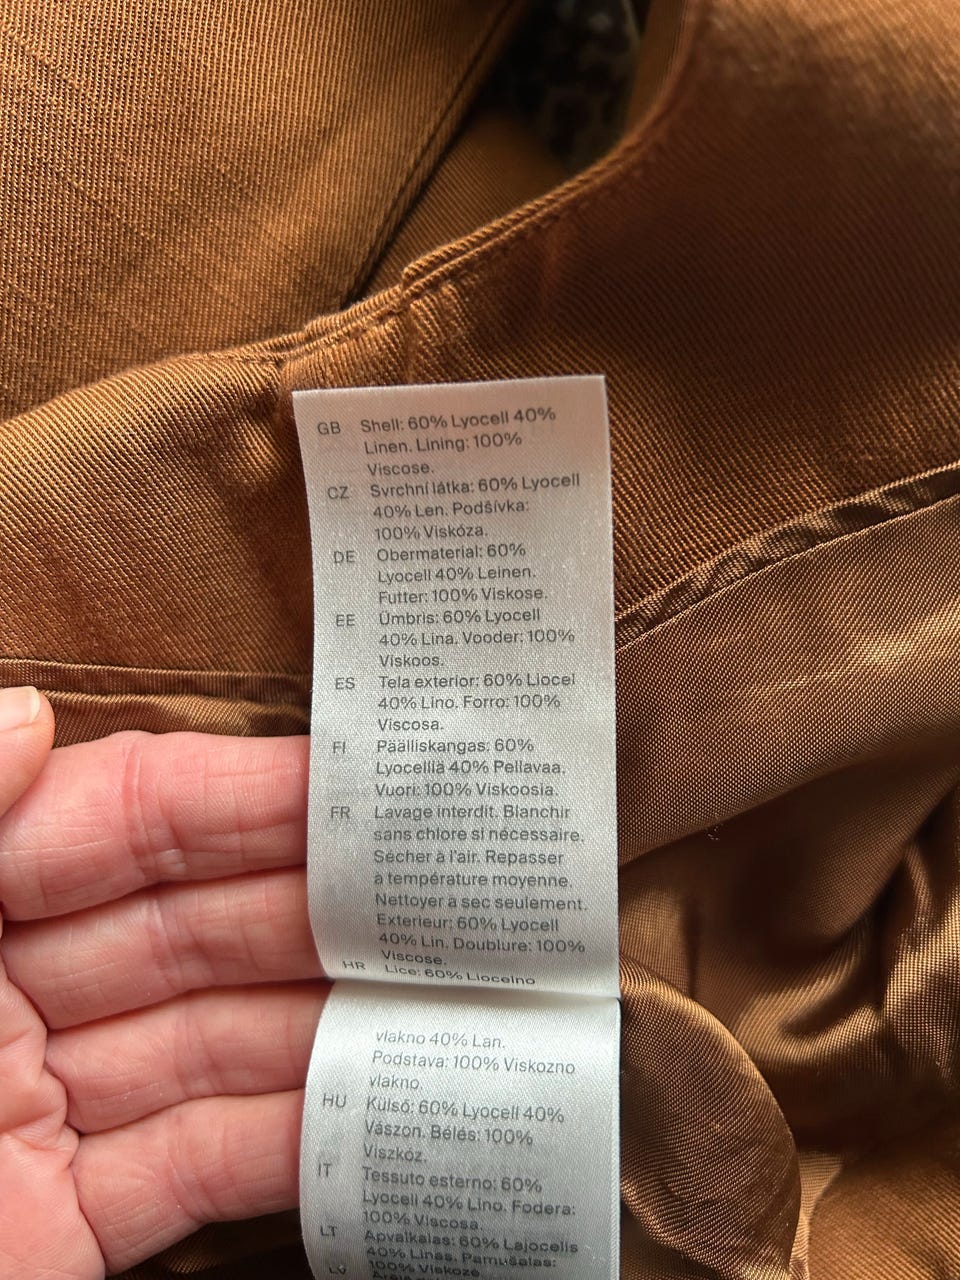 GB Shell: 60% Lyocell 40%
Linen. Lining: 100%
Viscose.
CZ Svrchní látka: 60% Lyocell
40% Len. Podšívka:
100% Viskóza.
DE Obermaterial: 60%
Lyocell 40% Leinen.
Futter: 100% Viskose.
EE Ümbris: 60% Lyocell
40% Lina. Vooder: 100%
Viskoos.
ES Tela exterior: 60% Liocel
40% Lino. Forro: 100%
Viscosa.
FI Päälliskangas: 60%
Lyocelliä 40% Pellavaa.
Vuori: 100% Viskoosia.
FR Lavage interdit. Blanchir
sans chlore si nécessaire.
Sécher à l'air. Repasser
a température moyenne.
Nettoyer a sec seulement.
Exterieur: 60% Lyocell
40% Lin. Doublure: 100%
Viscose.
HR Lice: 60% Liocelno
vlakno 40% Lan.
Podstava: 100% Viskozno
vlakno.
HU Külső: 60% Lyocell 40%
Vászon. Bélés: 100%
Viszkóz.
IT Tessuto esterno: 60%
Lyocell 40% Lino. Fodera:
100% Viscosa.
LT Apvalkalas: 60% Lajocelis
40% Linas. Pamušalas:
100% Viskozė
LV